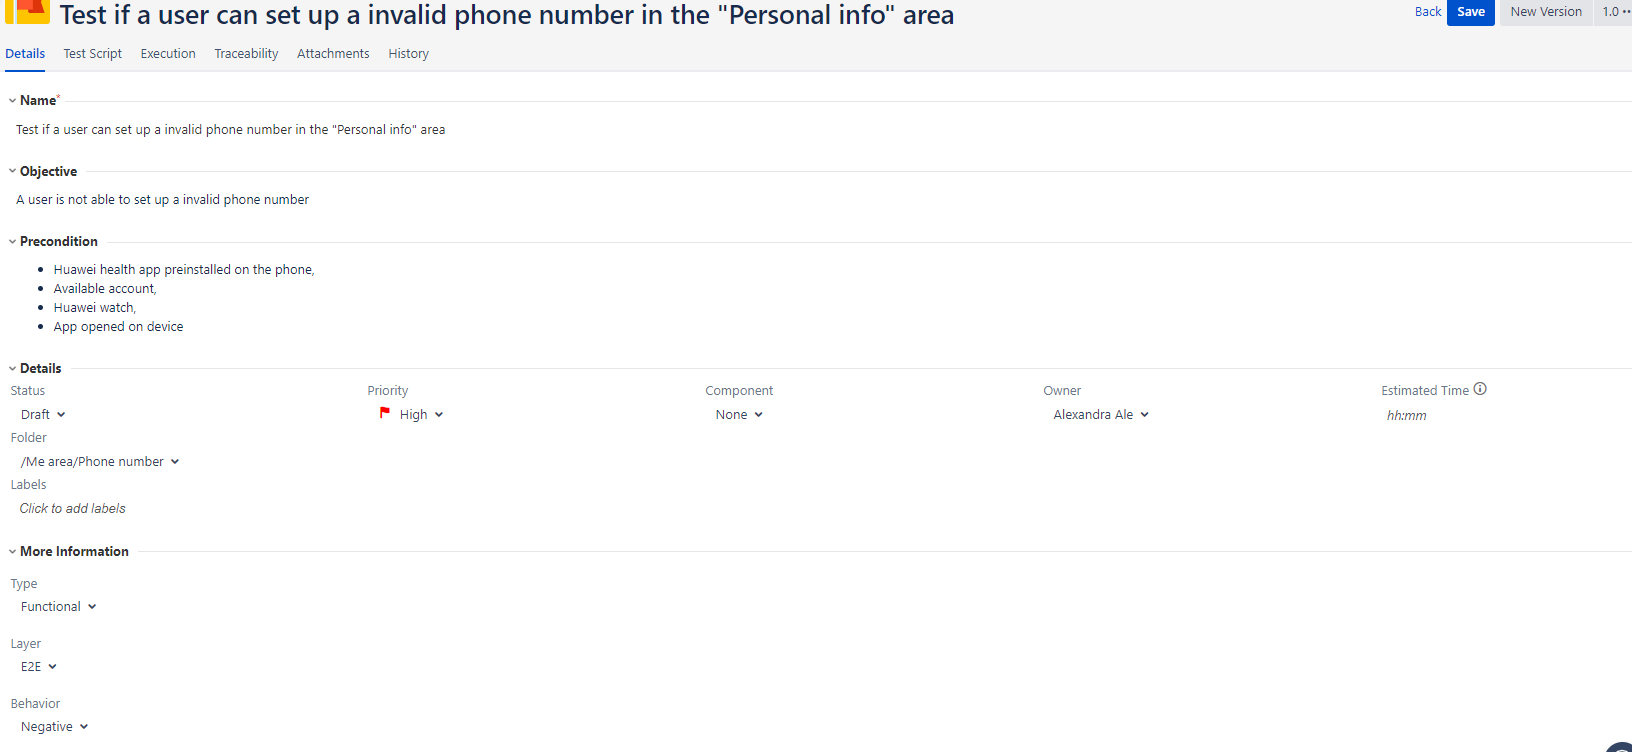 Test if a user can set up a invalid phone number in the "Personal info" area
Back Save New Version 1.0
Details Test Script Execution Traceability Attachments History
Name*
Test if a user can set up a invalid phone number in the "Personal info" area
Objective
A user is not able to set up a invalid phone number
Precondition
• Huawei health app preinstalled on the phone,
• Available account,
• Huawei watch,
• App opened on device
Details
Status Priority Component Owner Estimated Time
Draft High None Alexandra Ale hh:mm
Folder
/Me area/Phone number
Labels
Click to add labels
More Information
Type
Functional
Layer
E2E
Behavior
Negative